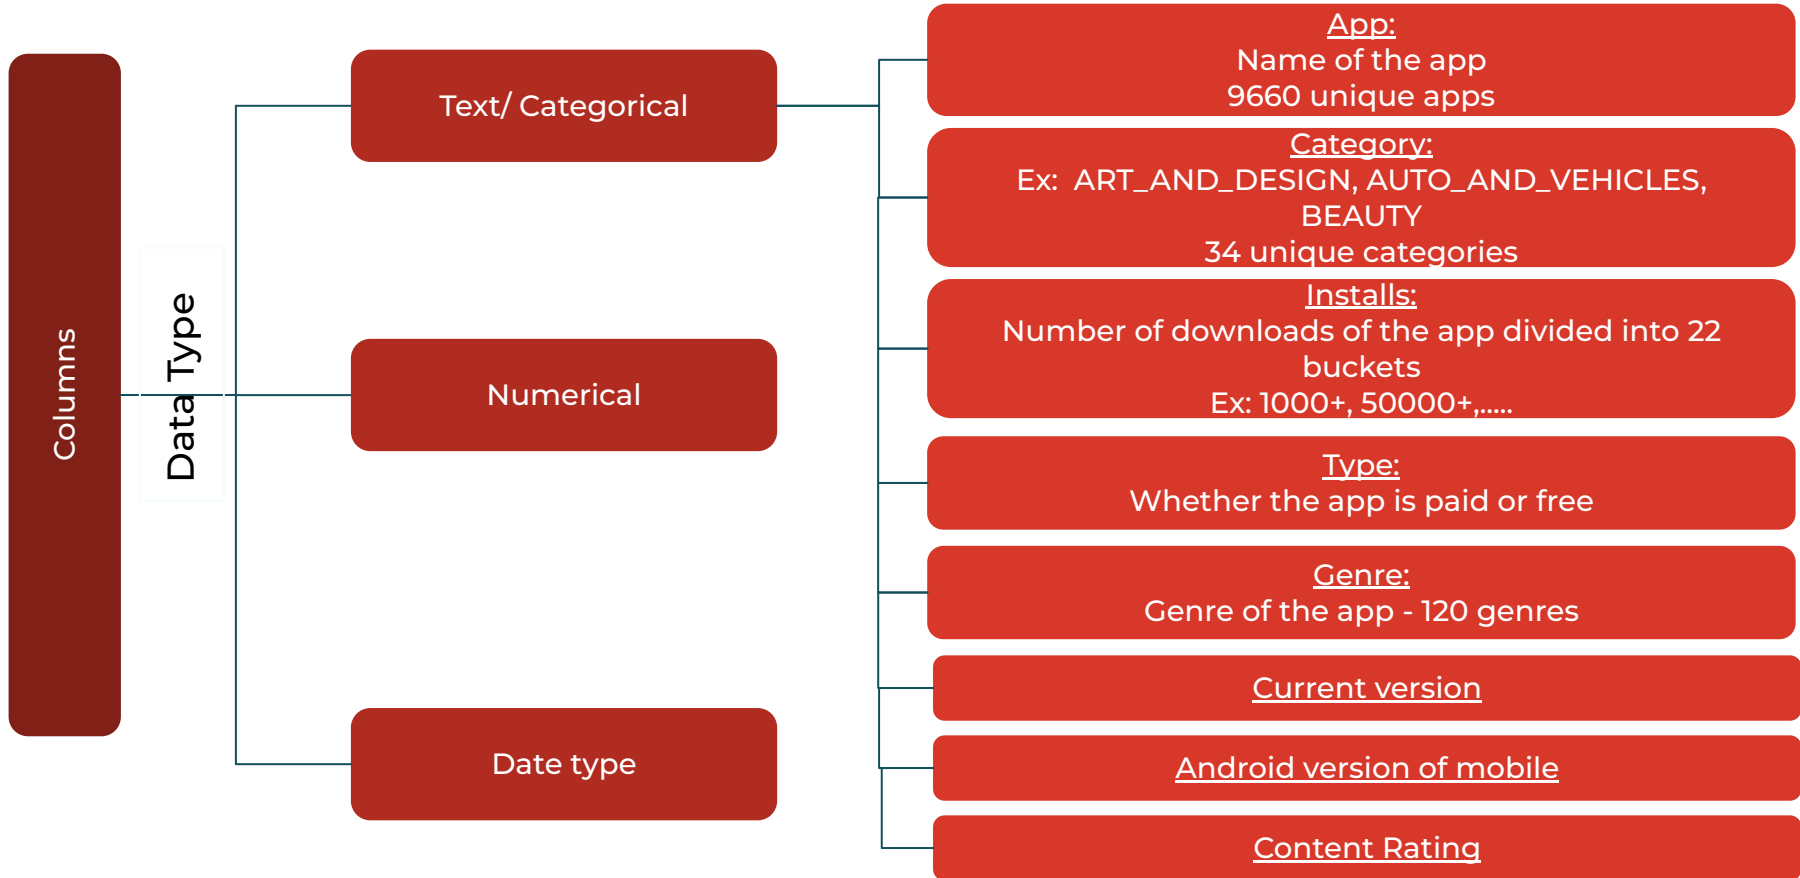 Columns
Data Type
Text/ Categorical
Numerical
Date type
App:
Name of the app
9660 unique apps
Category:
Ex:  ART_AND_DESIGN, AUTO_AND_VEHICLES,
BEAUTY
34 unique categories
Installs:
Number of downloads of the app divided into 22
buckets
Ex: 1000+, 50000+,.....
Type:
Whether the app is paid or free
Genre:
Genre of the app - 120 genres
Current version
Android version of mobile
Content Rating